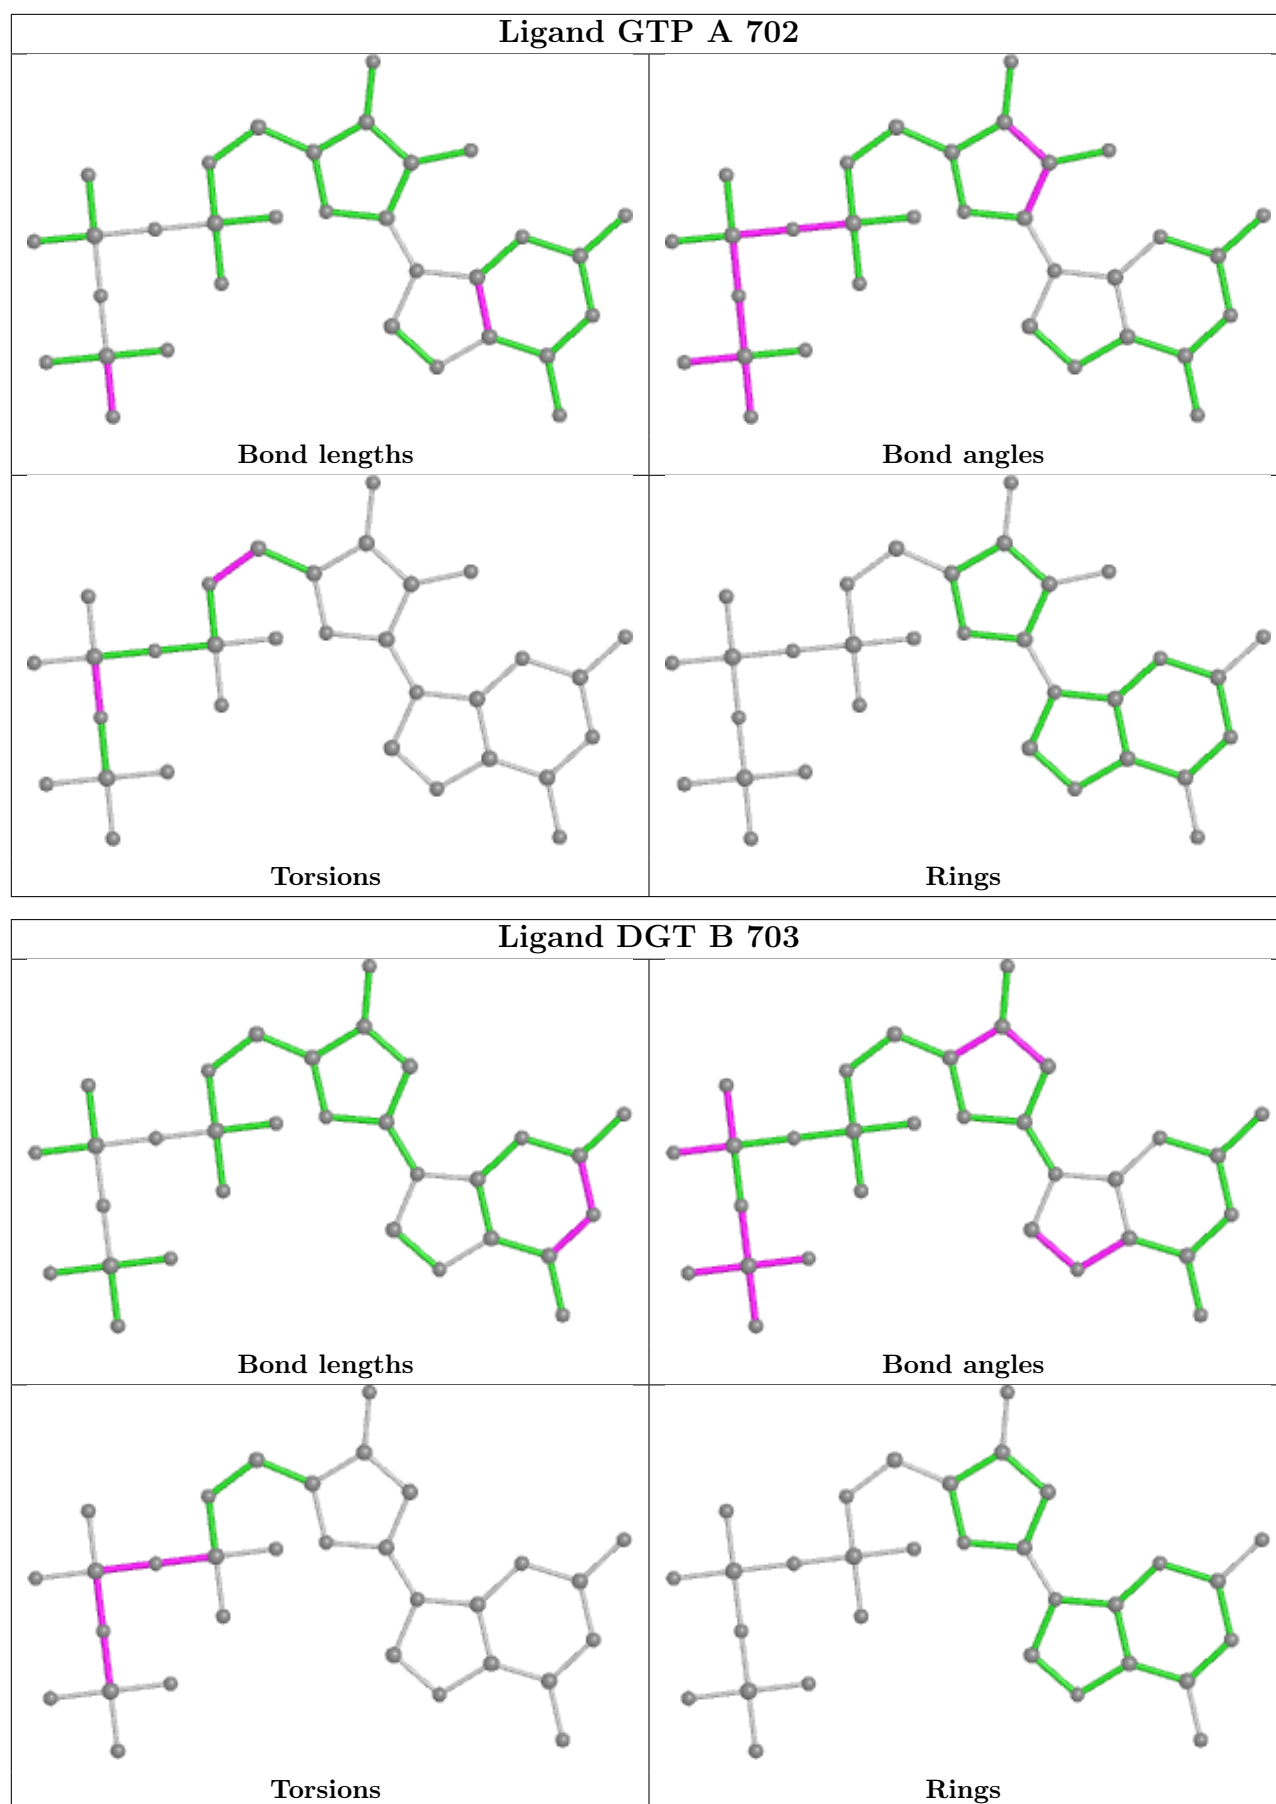 Ligand GTP A 702
Bond lengths
Bond angles
Torsions
Rings
Ligand DGT B 703
Bond lengths
Bond angles
Torsions
Rings